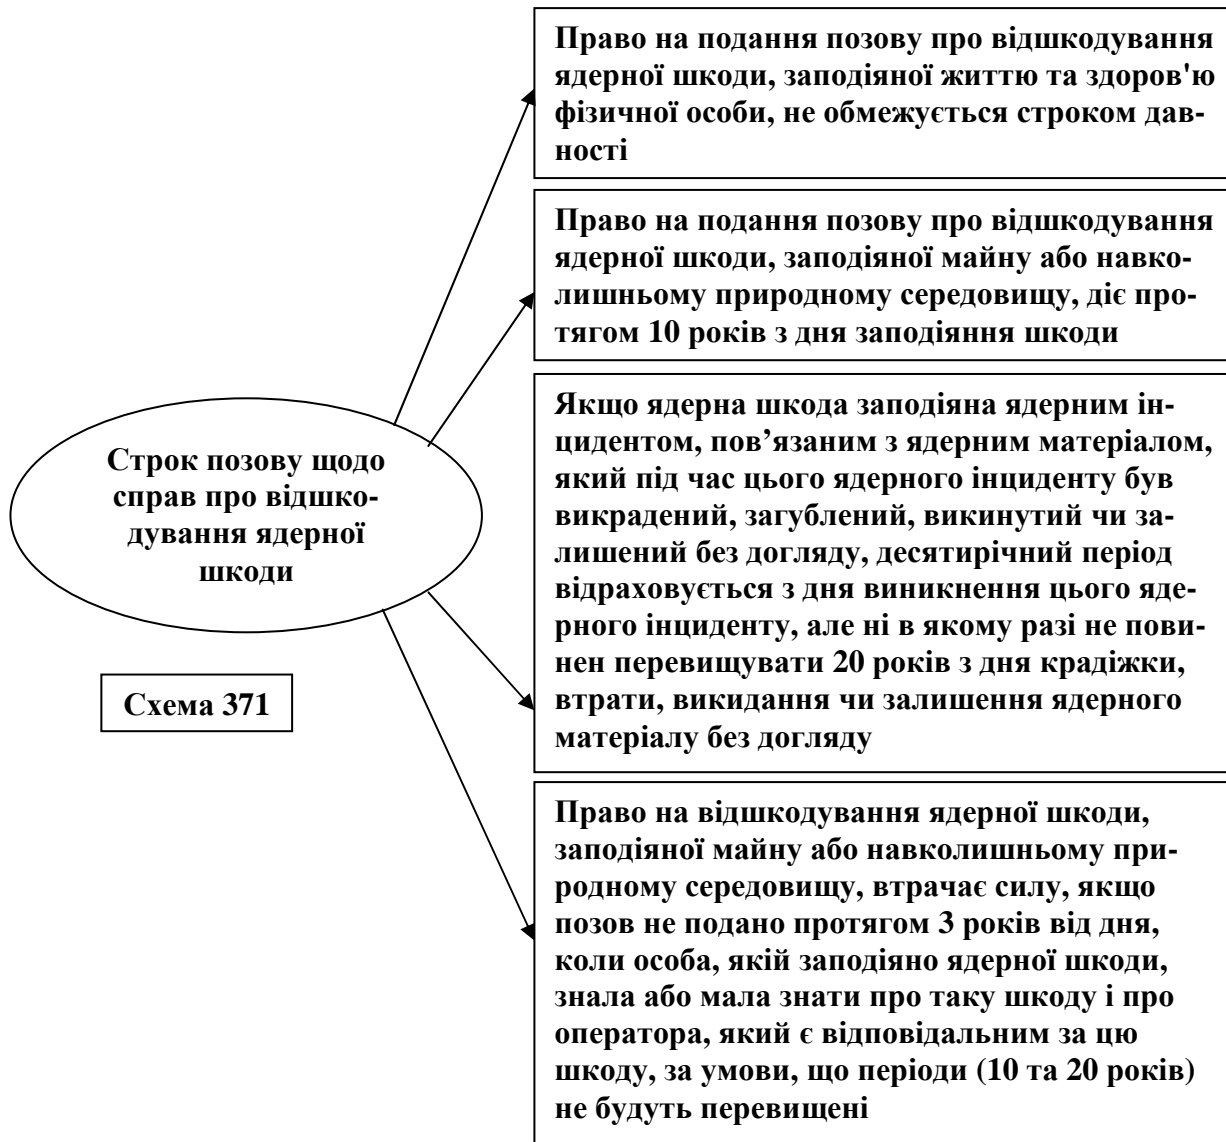 Право на подання позову про відшкодування
ядерної шкоди, заподіяної життю та здоров'ю
фізичної особи, не обмежується строком дав-
ності
Право на подання позову про відшкодування
ядерної шкоди, заподіяної майну або навко-
лишньому природному середовищу, діє про-
тягом 10 років з дня заподіяння шкоди
Якщо ядерна шкода заподіяна ядерним ін-
цидентом, пов’язаним з ядерним матеріалом,
який під час цього ядерного інциденту був
викрадений, загублений, викинутий чи за-
лишений без догляду, десятирічний період
відраховується з дня виникнення цього яде-
рного інциденту, але ні в якому разі не пови-
нен перевищувати 20 років з дня крадіжки,
втрати, викидання чи залишення ядерного
матеріалу без догляду
Строк позову щодо
справ про відшко-
дування ядерної
шкоди
Схема 371
Право на відшкодування ядерної шкоди,
заподіяної майну або навколишньому при-
родному середовищу, втрачає силу, якщо
позов не подано протягом 3 років від дня,
коли особа, якій заподіяно ядерної шкоди,
знала або мала знати про таку шкоду і про
оператора, який є відповідальним за цю
шкоду, за умови, що періоди (10 та 20 років)
не будуть перевищені